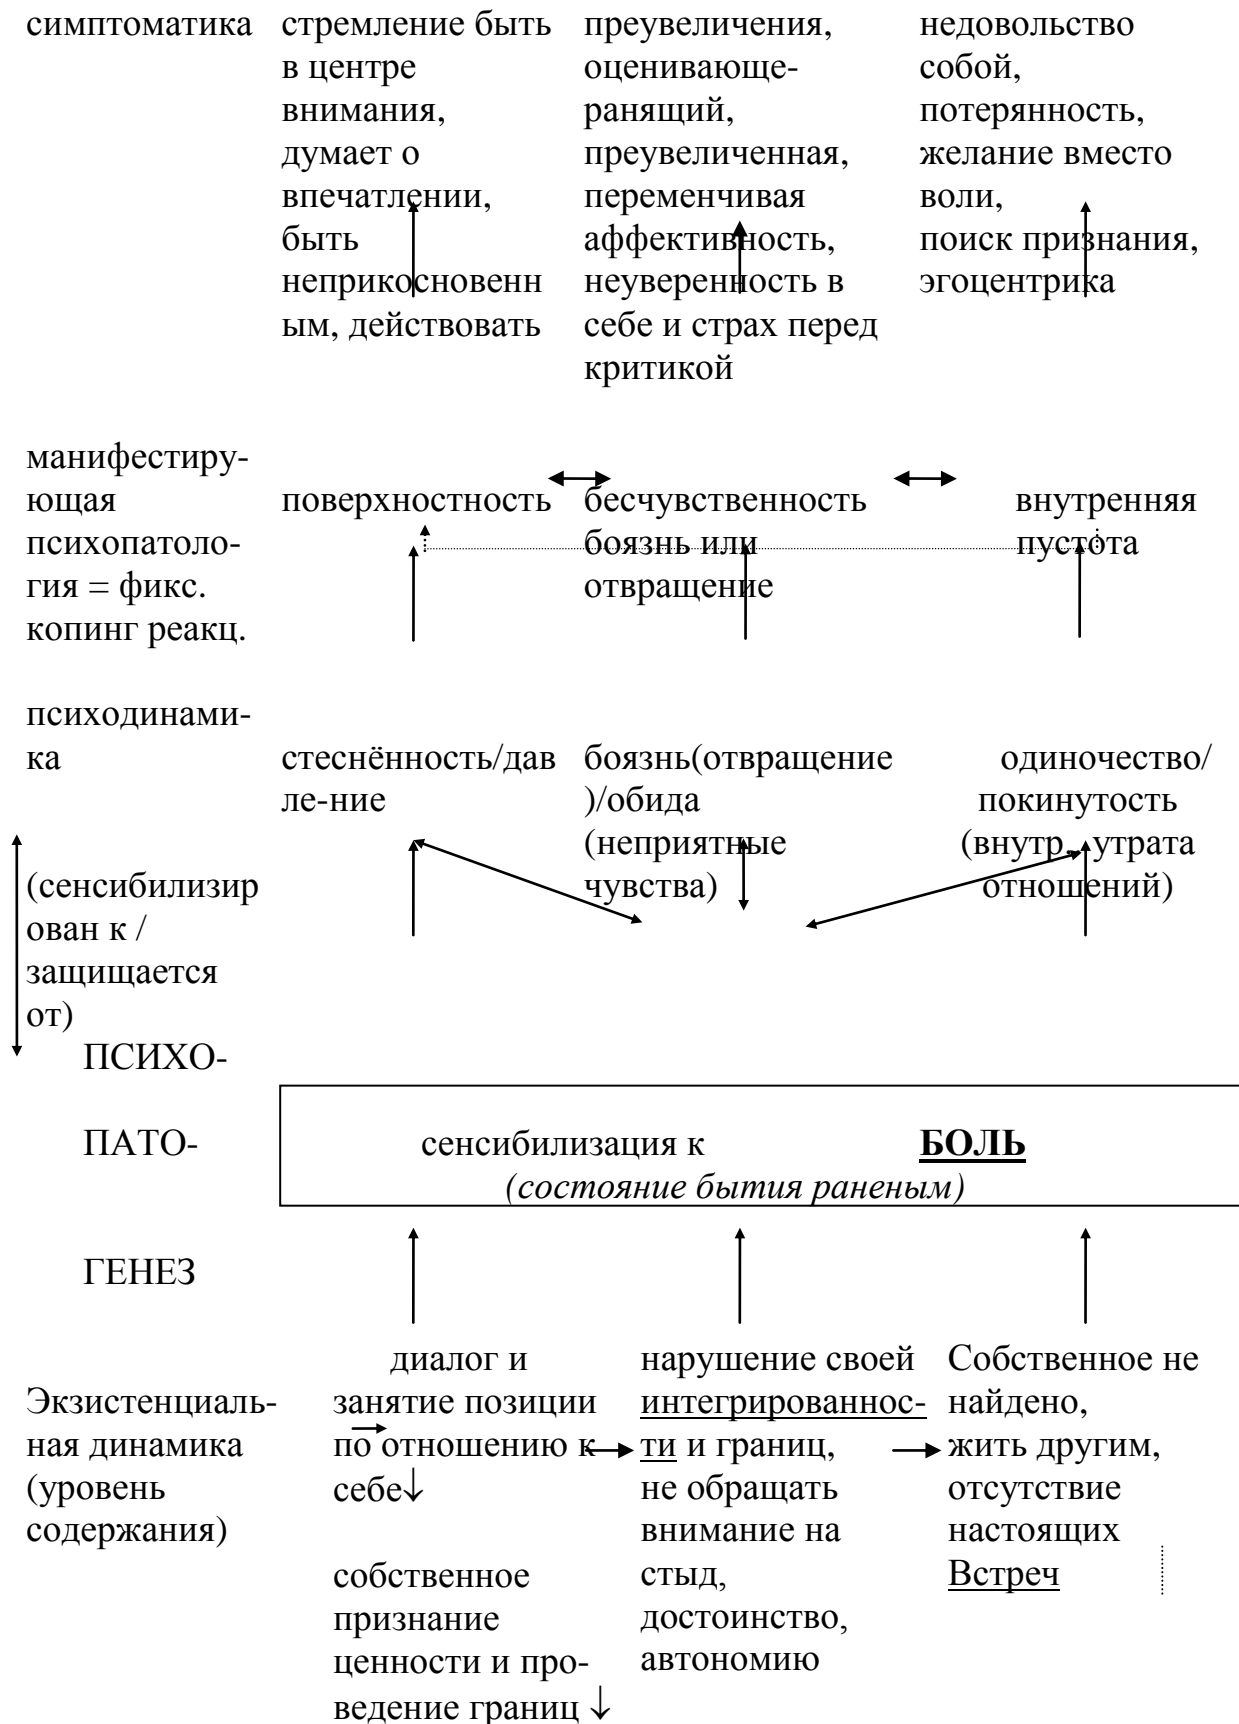 симптоматика
стремление быть
в центре
внимания,
думает о
впечатлении,
быть
неприкосновенн
ым, действовать
преувеличения,
оценивающе-
ранящий,
преувеличенная,
переменчивая
аффективность,
неуверенность в
себе и страх перед
критикой
недовольство
собой,
потерянность,
желание вместо
воли,
поиск признания,
эгоцентрика
манифестиру-
ющая
психопатоло-
гия = фикс.
копинг реакц.
поверхностность
бесчувственность
боязнь или
отвращение
внутренняя
пустота
психодинами-
ка
(сенсибилизир
ован к /
защищается
от)
стеснённость/дав
ле-ние
боязнь(отвращение
)/обида
(неприятные
чувства)
одиночество/
покинутость
(внутр. утрата
отношений)
ПСИХО-
ПАТО-
ГЕНЕЗ
сенсибилизация к БОЛЬ
(состояние бытия раненым)
Экзистенциаль-
ная динамика
(уровень
содержания)
диалог и
занятие позиции
по отношению к
себе↓
собственное
признание
ценности и про-
ведение границ ↓
нарушение своей
интегрированнос-
ти и границ,
не обращать
внимание на
стыд,
достоинство,
автономию
Собственное не
найдено,
жить другим,
отсутствие
настоящих
Встреч